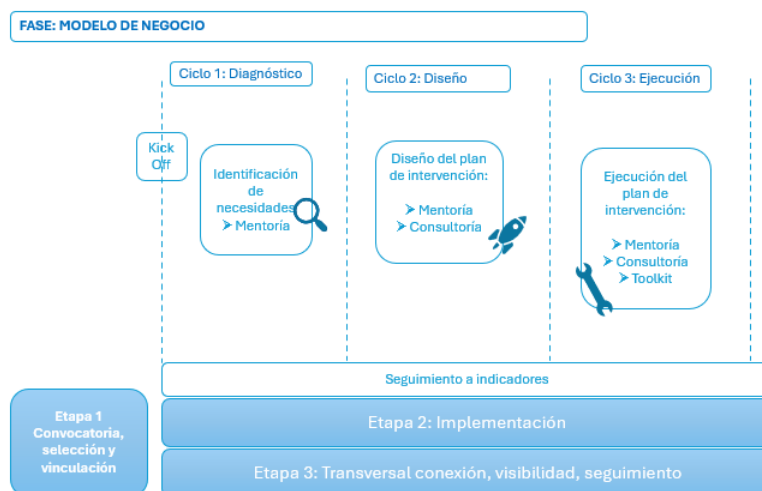 FASE: MODELO DE NEGOCIO
Ciclo 1: Diagnóstico
Ciclo 2: Diseño
Ciclo 3: Ejecución
Kick
Off
Identificación
de
necesidades
➤ Mentoría
Diseño del plan
de intervención:
➤ Mentoría
➤ Consultoría
Ejecución del
plan de
intervención:
➤ Mentoría
➤ Consultoría
➤ Toolkit
Seguimiento a indicadores
Etapa 1
Convocatoria,
selección y
vinculación
Etapa 2: Implementación
Etapa 3: Transversal conexión, visibilidad, seguimiento